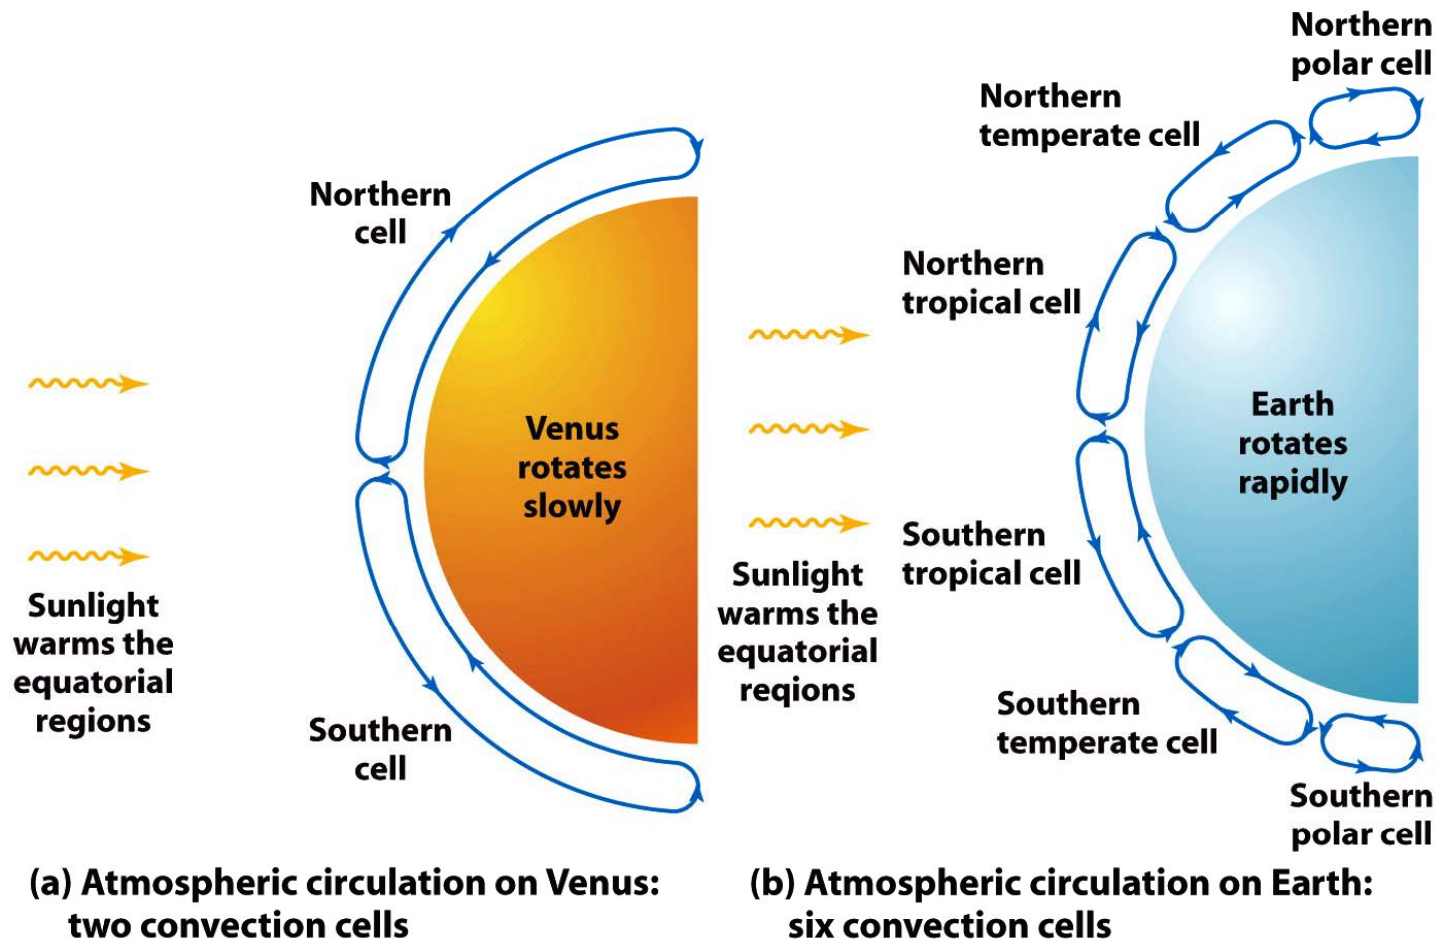 Northern
cell
Venus
rotates
slowly
Sunlight
warms the
equatorial
regions
Southern
cell
(a) Atmospheric circulation on Venus:
two convection cells
Northern
polar cell
Northern
temperate cell
Northern
tropical cell
Earth
rotates
rapidly
Southern
tropical cell
Sunlight
warms the
equatorial
reqions
Southern
temperate cell
Southern
polar cell
(b) Atmospheric circulation on Earth:
six convection cells